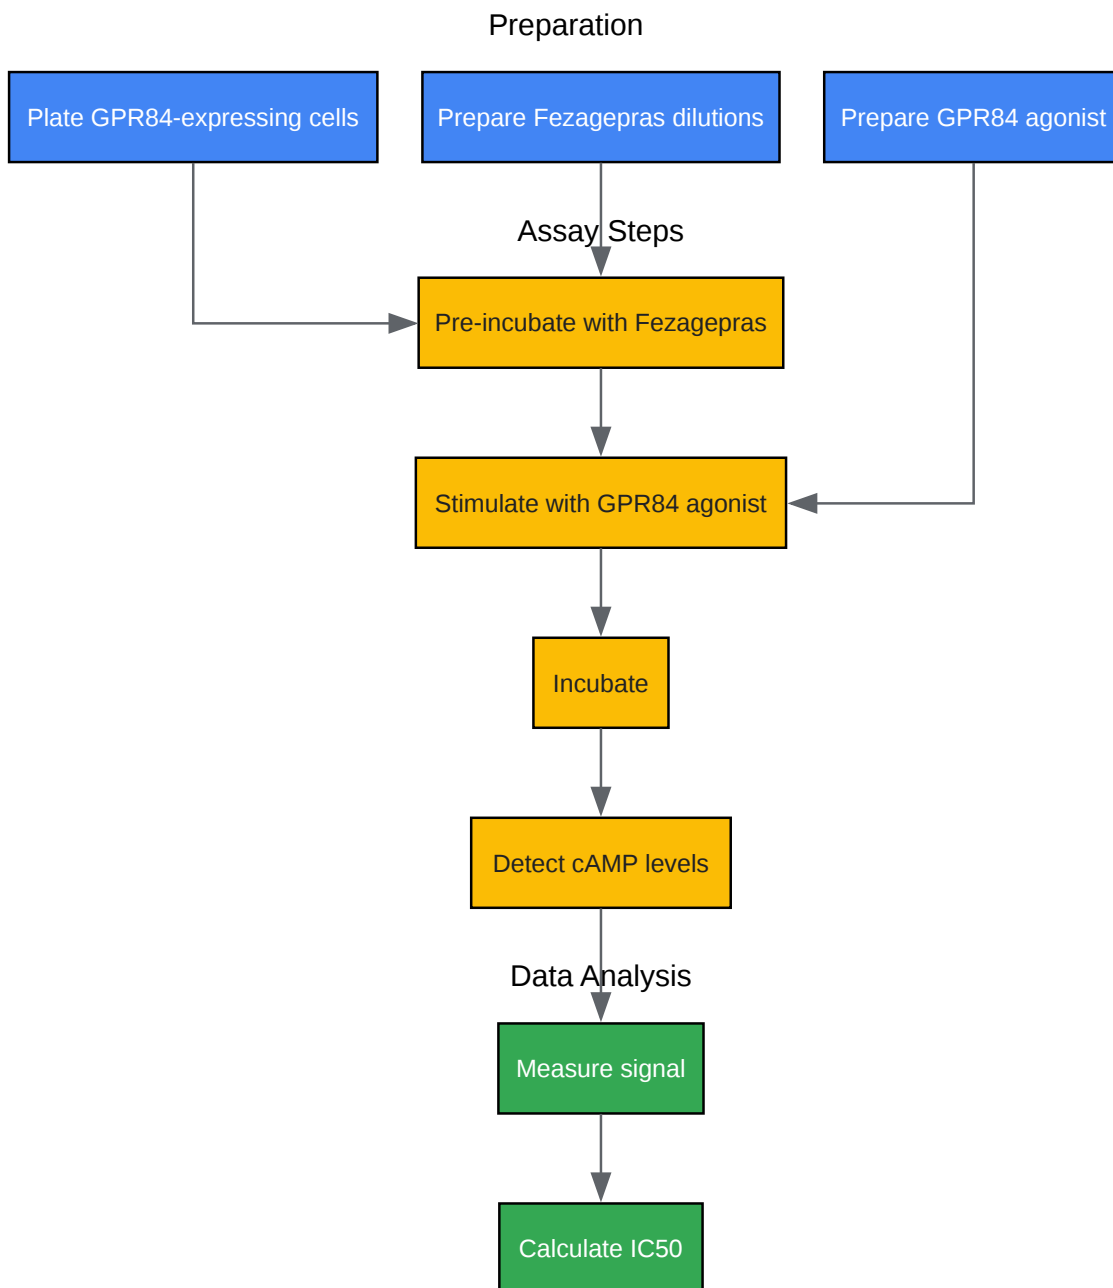 Preparation
Plate GPR84-expressing cells
Prepare Fezagepras dilutions
Prepare GPR84 agonist
Assay Steps
Pre-incubate with Fezagepras
Stimulate with GPR84 agonist
Incubate
Detect cAMP levels
Data Analysis
Measure signal
Calculate IC50